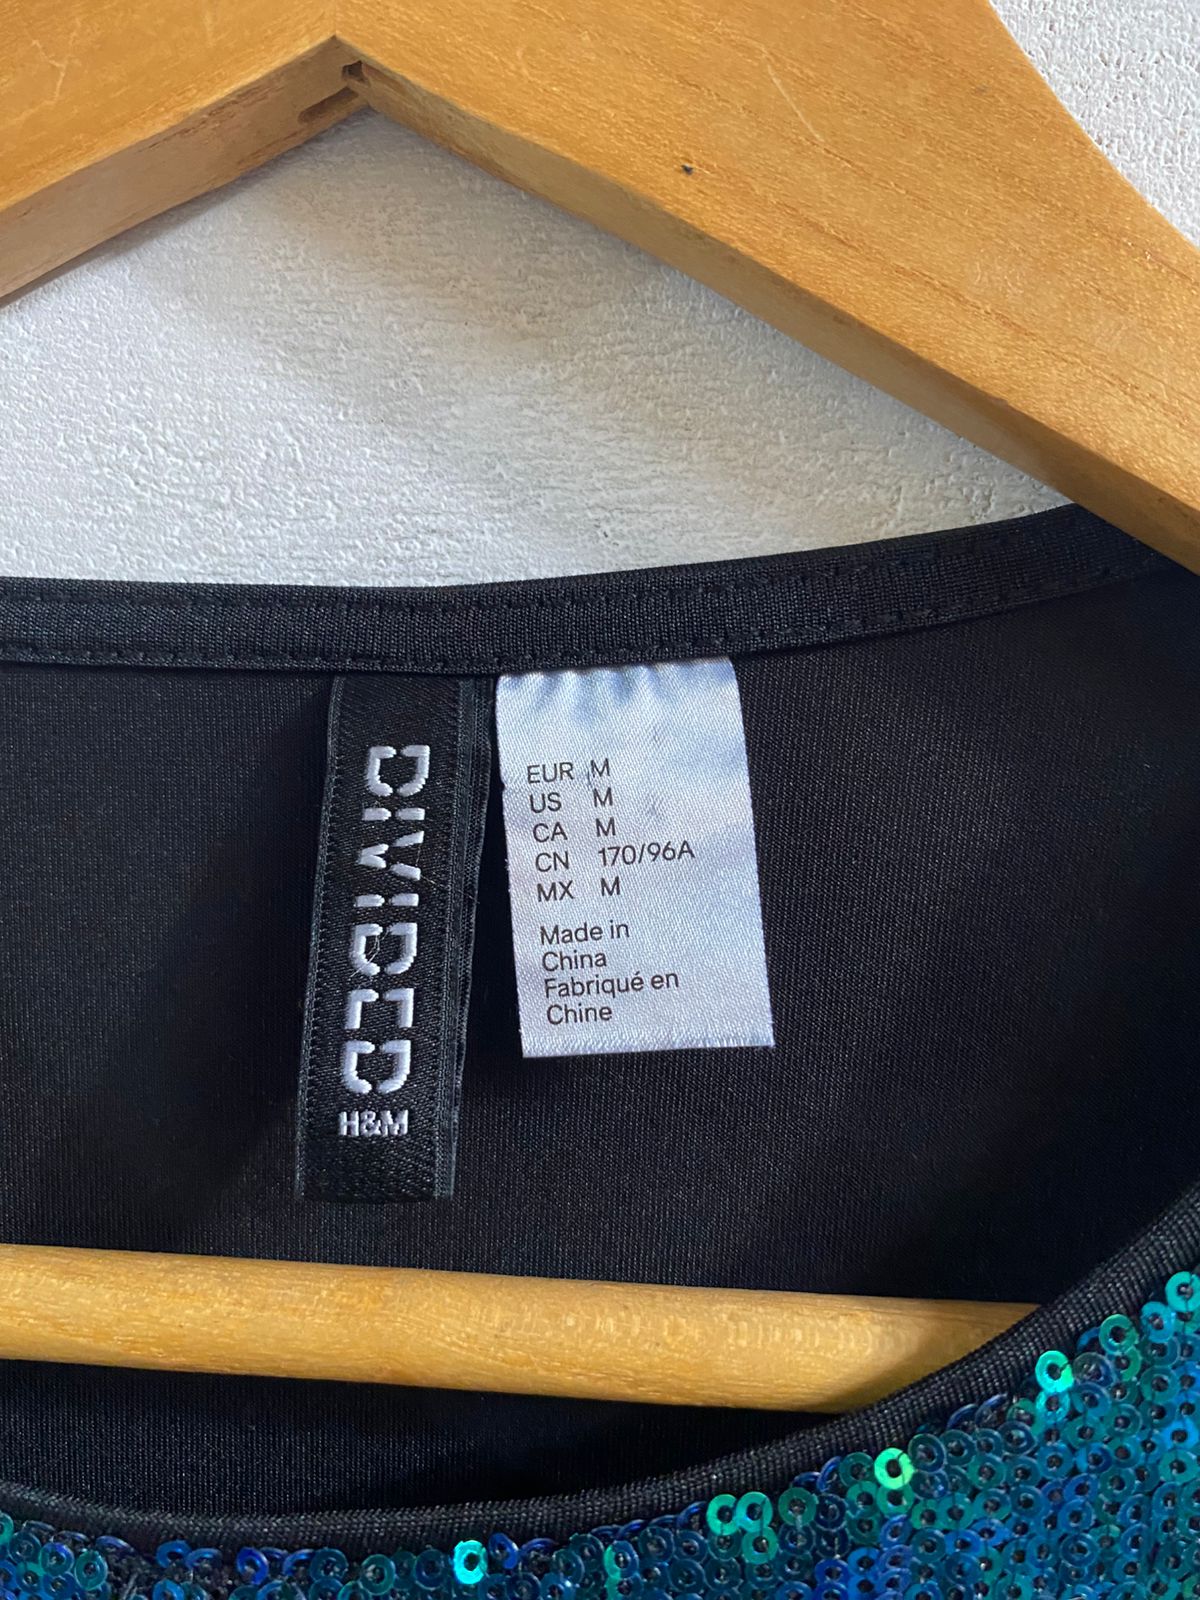 DIVIDED
H&M
EUR M
US M
CA M
CN 170/96A
MX M
Made in
China
Fabriqué en
Chine